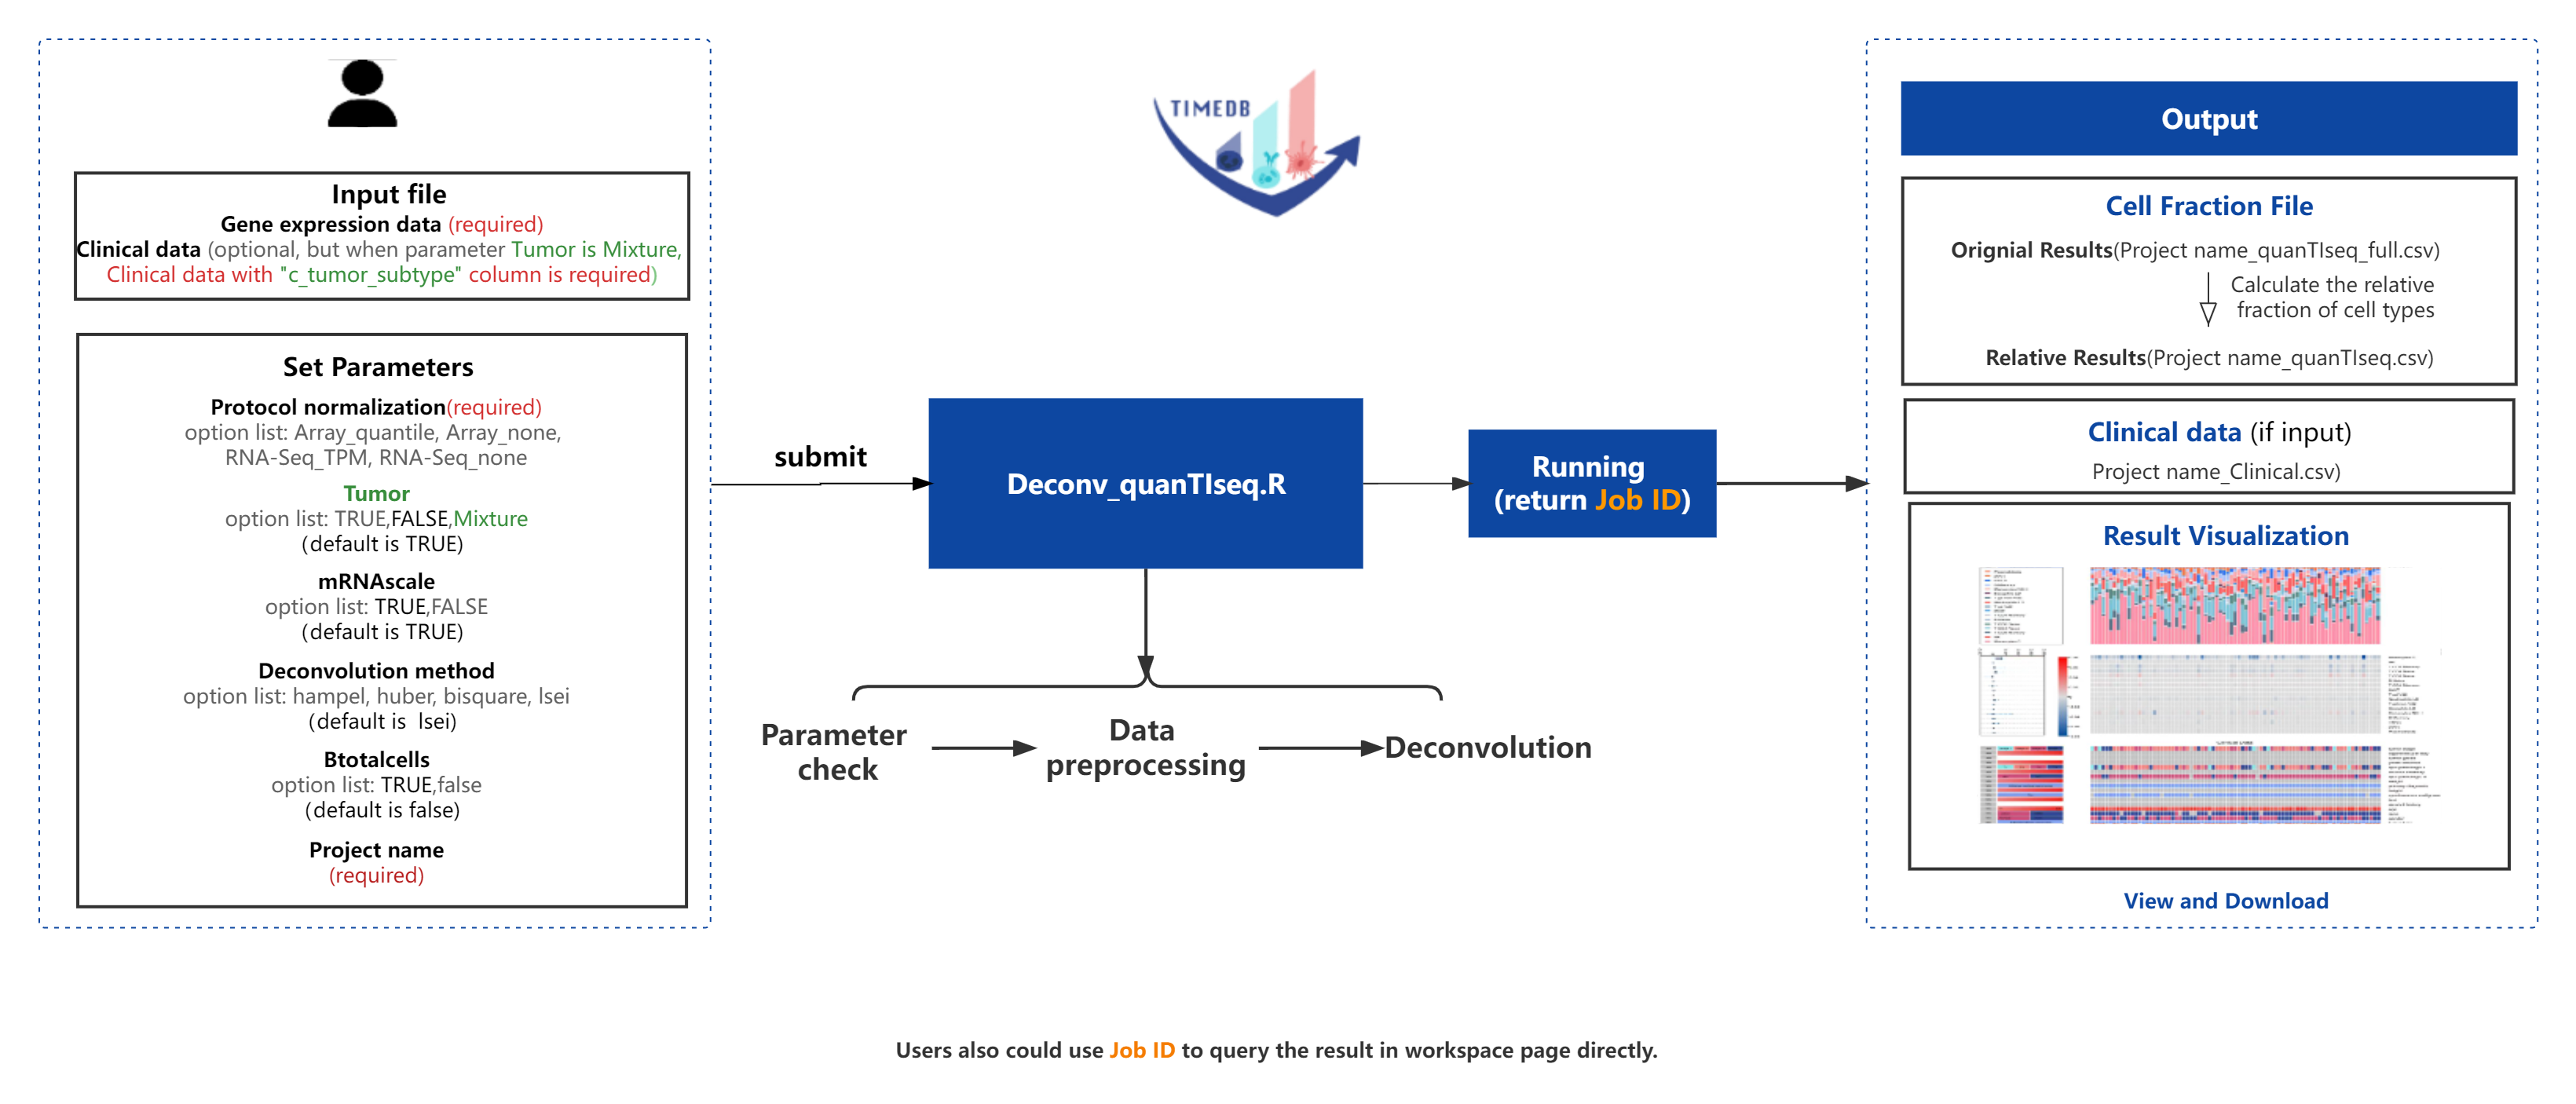 Input file
Gene expression data (required)
Clinical data (optional, but when parameter Tumor is Mixture,
Clinical data with "c_tumor_subtype" column is required)
Set Parameters
Protocol normalization(required)
option list: Array_quantile, Array_none,
RNA-Seq_TPM, RNA-Seq_none
Tumor
option list: TRUE,FALSE,Mixture
(default is TRUE)
mRNAscale
option list: TRUE,FALSE
(default is TRUE)
Deconvolution method
option list: hampel, huber, bisquare, lsei
(default is  lsei)
Btotalcells
option list: TRUE,false
(default is false)
Project name
(required)
submit
TIMEDB
Deconv_quanTIseq.R
Parameter
check
Data
preprocessing
Deconvolution
Running
(return Job ID)
Output
Cell Fraction File
Orignial Results(Project name_quanTIseq_full.csv)
Calculate the relative
fraction of cell types
Relative Results(Project name_quanTIseq.csv)
Clinical data (if input)
Project name_Clinical.csv)
Result Visualization
View and Download
Users also could use Job ID to query the result in workspace page directly.